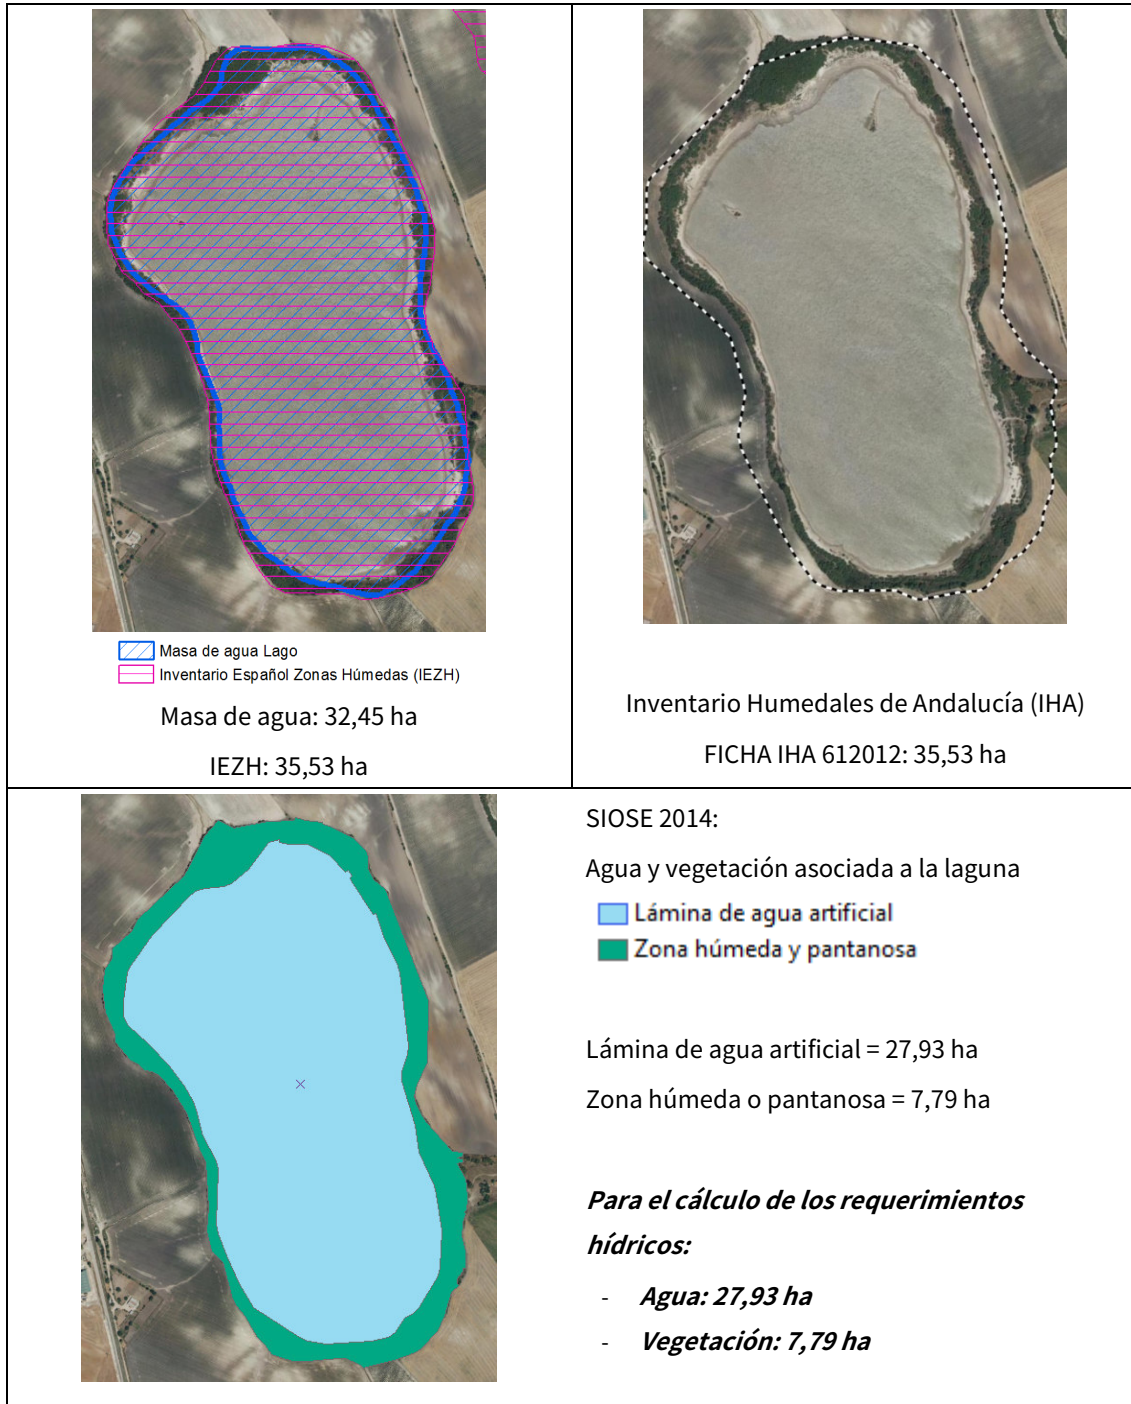 Masa de agua Lago
Inventario Español Zonas Húmedas (IEZH)
Masa de agua: 32,45 ha
IEZH: 35,53 ha
Inventario Humedales de Andalucía (IHA)
FICHA IHA 612012: 35,53 ha
SIOSE 2014:
Agua y vegetación asociada a la laguna
Lámina de agua artificial
Zona húmeda y pantanosa
Lámina de agua artificial = 27,93 ha
Zona húmeda o pantanosa = 7,79 ha
Para el cálculo de los requerimientos
hídricos:
- Agua: 27,93 ha
- Vegetación: 7,79 ha